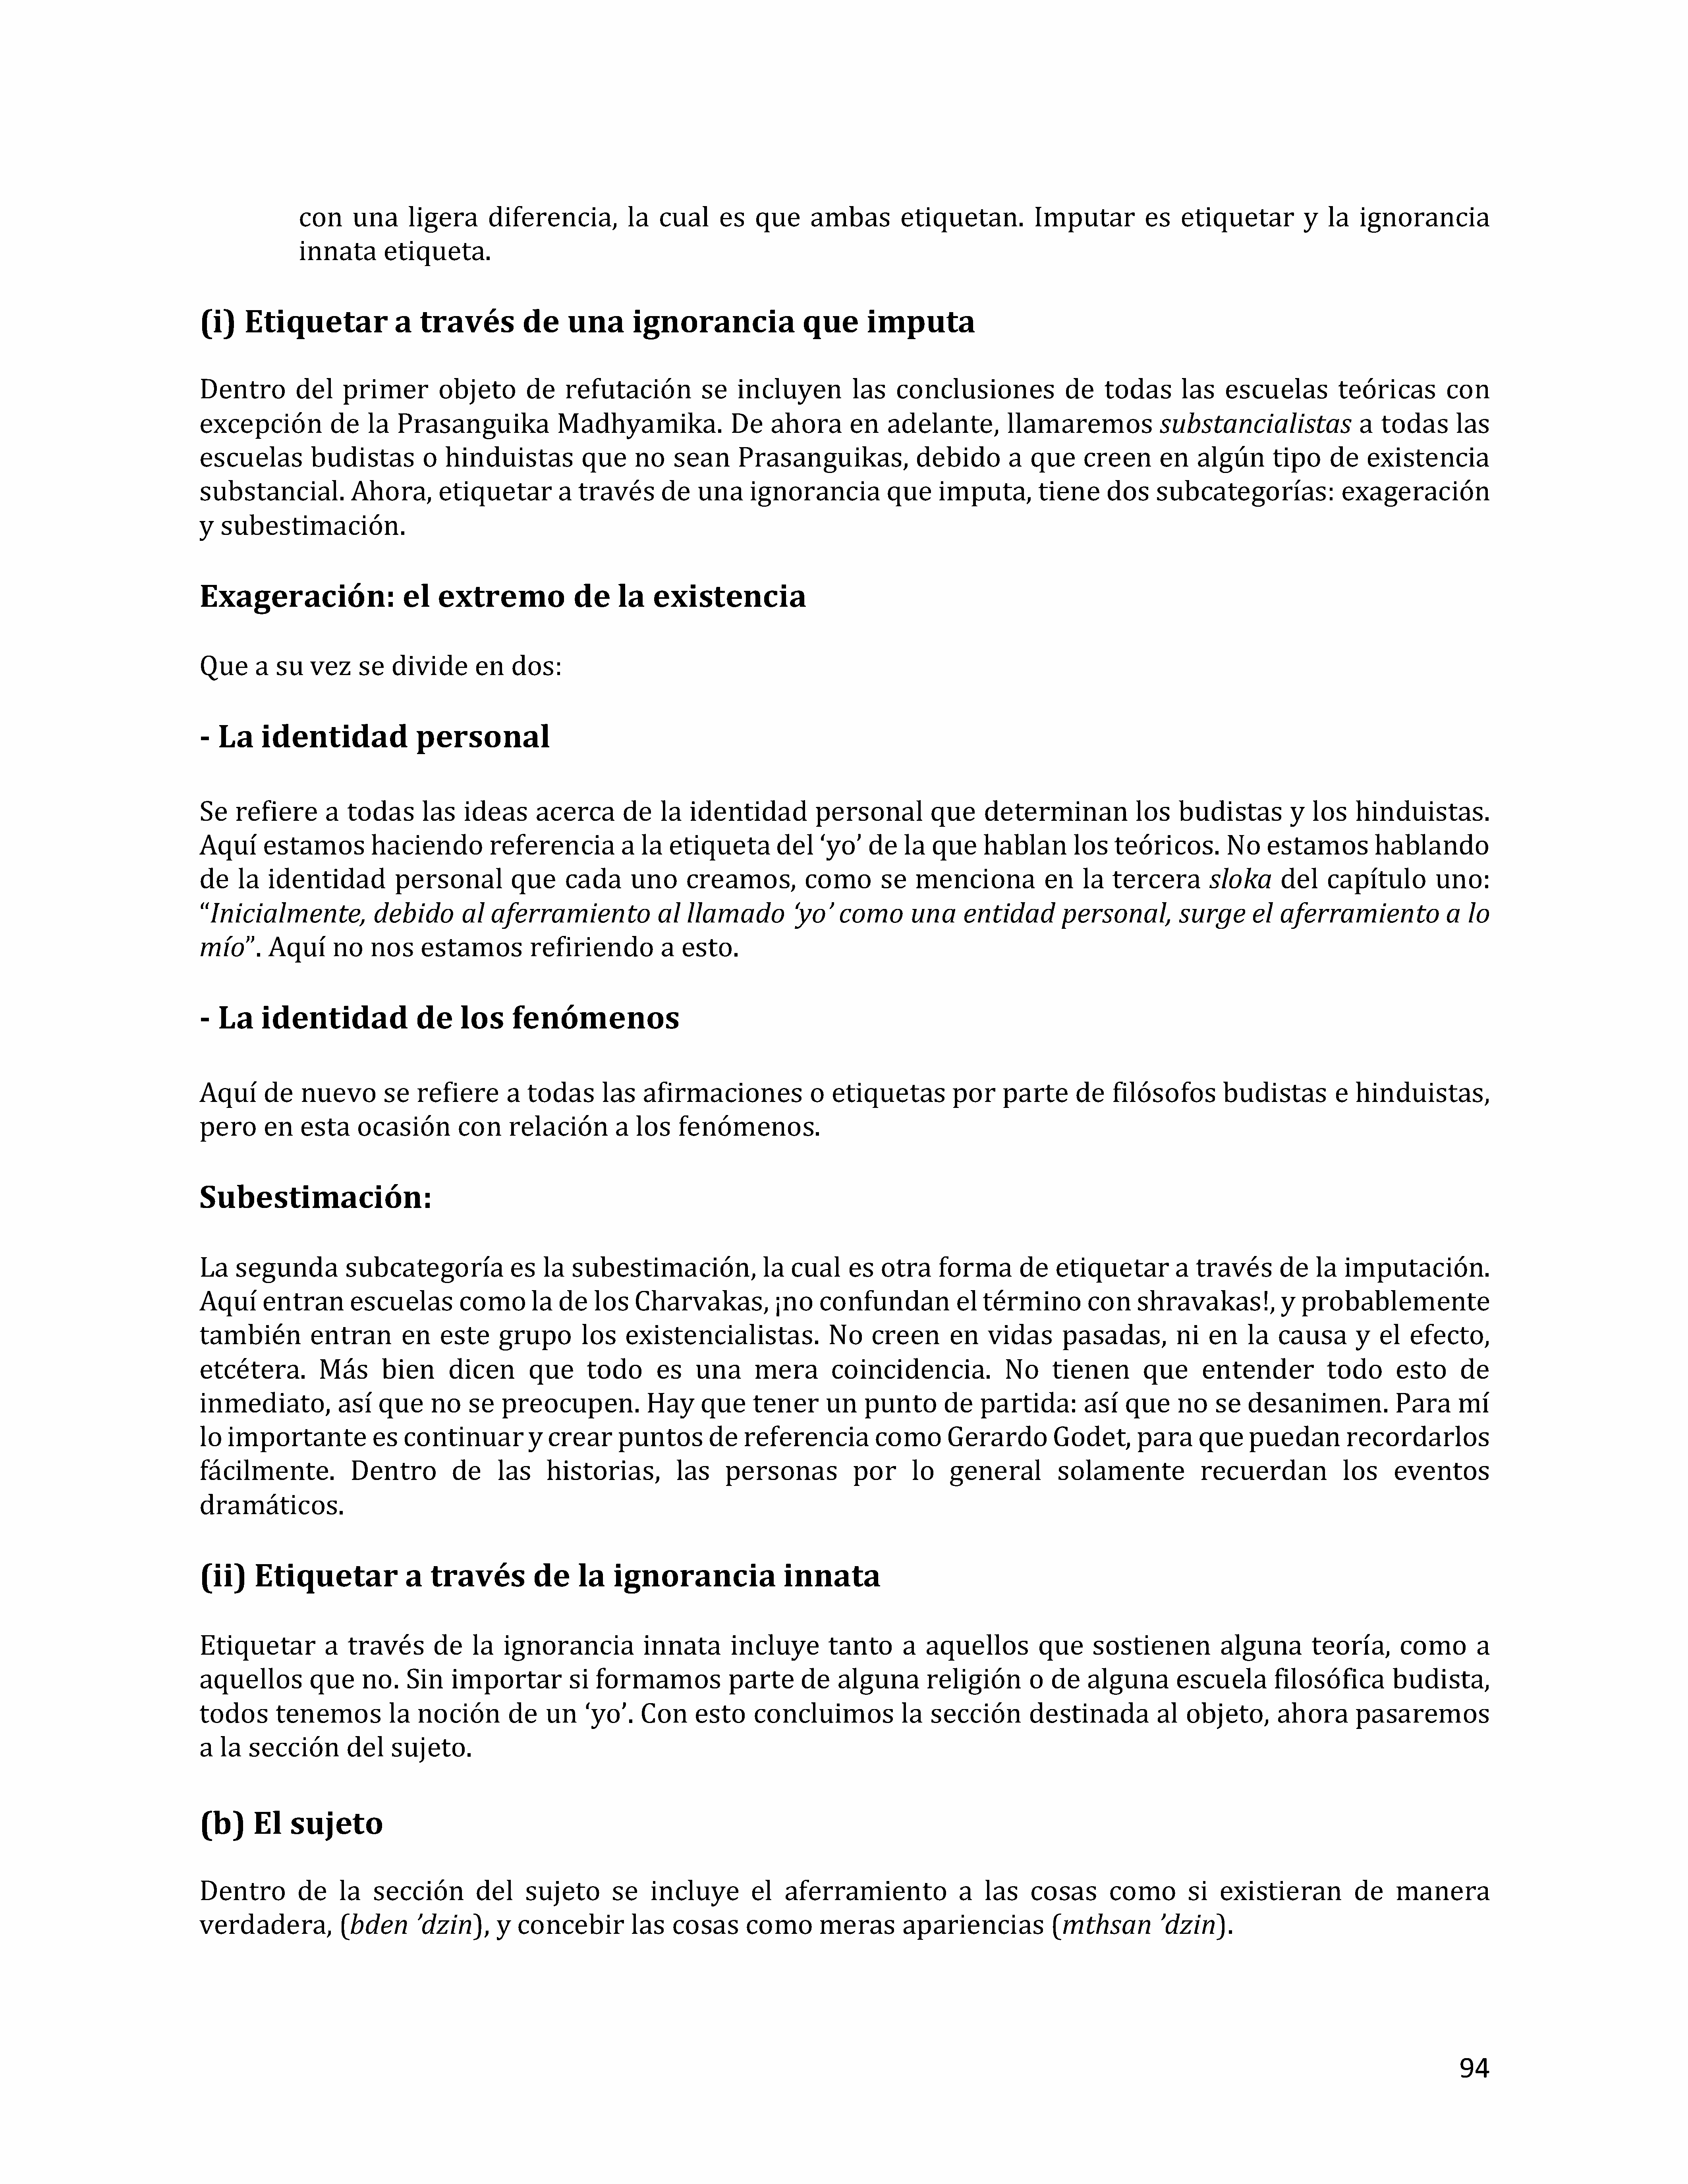 con una ligera diferencia, la cual es que ambas etiquetan. Imputar es etiquetar y la ignorancia
innata etiqueta.
(i) Etiquetar a través de una ignorancia que imputa
Dentro del primer objeto de refutación se incluyen las conclusiones de todas las escuelas teóricas con
excepción de la Prasanguika Madhyamika. De ahora en adelante, llamaremos substancialistas a todas las
escuelas budistas o hinduistas que no sean Prasanguikas, debido a que creen en algún tipo de existencia
substancial. Ahora, etiquetar a través de una ignorancia que imputa, tiene dos subcategorías: exageración
y subestimación.
Exageración: el extremo de la existencia
Que a su vez se divide en dos:
- La identidad personal
Se refiere a todas las ideas acerca de la identidad personal que determinan los budistas y los hinduistas.
Aquí estamos haciendo referencia a la etiqueta del ‘yo’ de la que hablan los teóricos. No estamos hablando
de la identidad personal que cada uno creamos, como se menciona en la tercera sloka del capítulo uno:
“Inicialmente, debido al aferramiento al llamado ‘yo’ como una entidad personal, surge el aferramiento a lo
mío”. Aquí no nos estamos refiriendo a esto.
- La identidad de los fenómenos
Aquí de nuevo se refiere a todas las afirmaciones o etiquetas por parte de filósofos budistas e hinduistas,
pero en esta ocasión con relación a los fenómenos.
Subestimación:
La segunda subcategoría es la subestimación, la cual es otra forma de etiquetar a través de la imputación.
Aquí entran escuelas como la de los Charvakas, ¡no confundan el término con shravakas!, y probablemente
también entran en este grupo los existencialistas. No creen en vidas pasadas, ni en la causa y el efecto,
etcétera. Más bien dicen que todo es una mera coincidencia. No tienen que entender todo esto de
inmediato, así que no se preocupen. Hay que tener un punto de partida: así que no se desanimen. Para mí
lo importante es continuar y crear puntos de referencia como Gerardo Godet, para que puedan recordarlos
fácilmente. Dentro de las historias, las personas por lo general solamente recuerdan los eventos
dramáticos.
(ii) Etiquetar a través de la ignorancia innata
Etiquetar a través de la ignorancia innata incluye tanto a aquellos que sostienen alguna teoría, como a
aquellos que no. Sin importar si formamos parte de alguna religión o de alguna escuela filosófica budista,
todos tenemos la noción de un ‘yo’. Con esto concluimos la sección destinada al objeto, ahora pasaremos
a la sección del sujeto.
(b) El sujeto
Dentro de la sección del sujeto se incluye el aferramiento a las cosas como si existieran de manera
verdadera, (bden ’dzin), y concebir las cosas como meras apariencias (mthsan ’dzin).
94